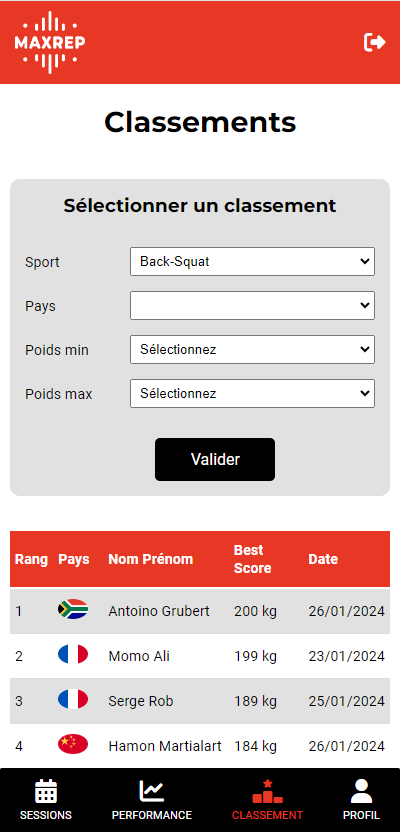 MAXREP
Classements
Sélectionner un classement
Sport Back-Squat
Pays
Poids min Sélectionnez
Poids max Sélectionnez
Valider
Rang Pays Nom Prénom Best Score Date
1 Antoino Grubert 200 kg 26/01/2024
2 Momo Ali 199 kg 23/01/2024
3 Serge Rob 189 kg 25/01/2024
4 Hamon Martialart 184 kg 26/01/2024
SESSIONS PERFORMANCE CLASSEMENT PROFIL